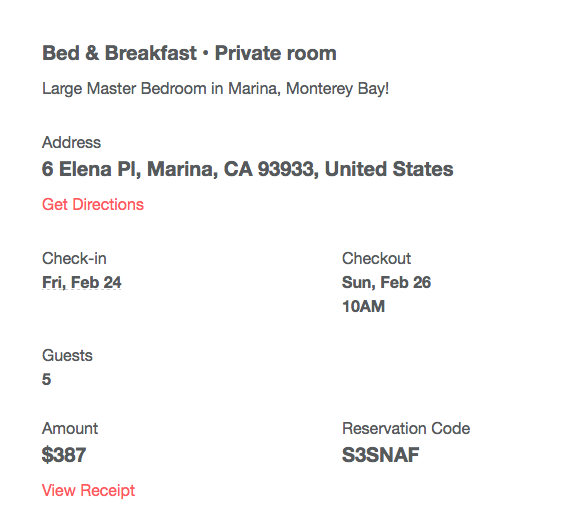 Bed & Breakfast • Private room
Large Master Bedroom in Marina, Monterey Bay!
Address
6 Elena Pl, Marina, CA 93933, United States
Get Directions
Check-in
Fri, Feb 24
Checkout
Sun, Feb 26
10AM
Guests
5
Amount
$387
View Receipt
Reservation Code
S3SNAF